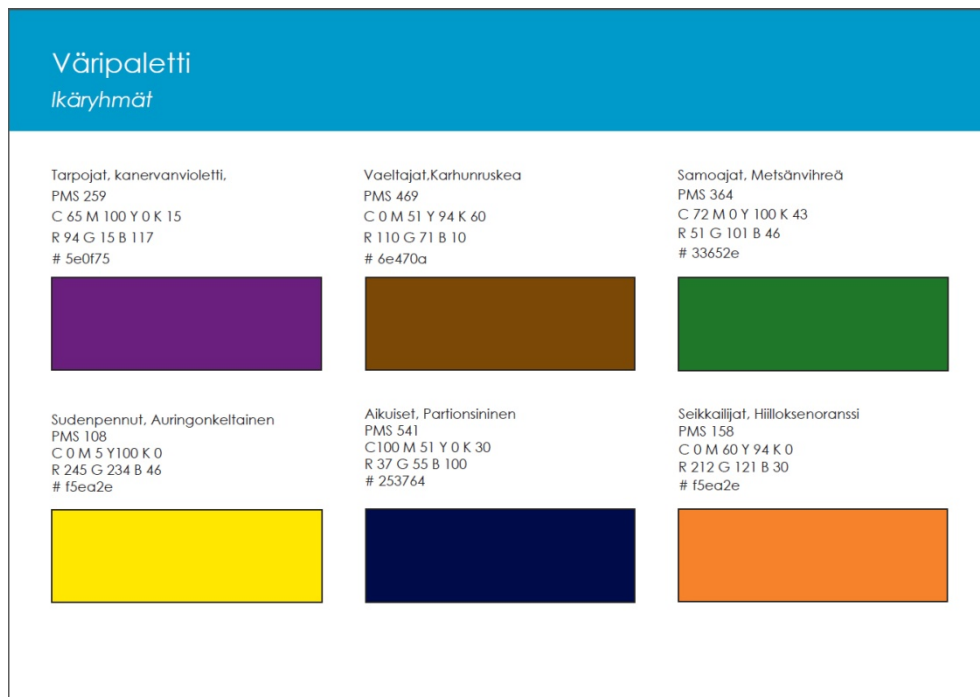 Väripaletti
Ikäryhmät
Tarpojat, kanervanvioletti,
PMS 259
C 65 M 100 Y 0 K 15
R 94 G 15 B 117
# 5e0f75
Vaeltajat,Karhunruskea
PMS 469
C 0 M 51 Y 94 K 60
R 110 G 71 B 10
# 6e470a
Samoajat, Metsänvihreä
PMS 364
C 72 M 0 Y 100 K 43
R 51 G 101 B 46
# 33652e
Sudenpennut, Auringonkeltainen
PMS 108
C 0 M 5 Y100 K 0
R 245 G 234 B 46
# f5ea2e
Aikuiset, Partionsininen
PMS 541
C100 M 51 Y 0 K 30
R 37 G 55 B 100
# 253764
Seikkailijat, Hiilloksenoranssi
PMS 158
C 0 M 60 Y 94 K 0
R 212 G 121 B 30
# f5ea2e